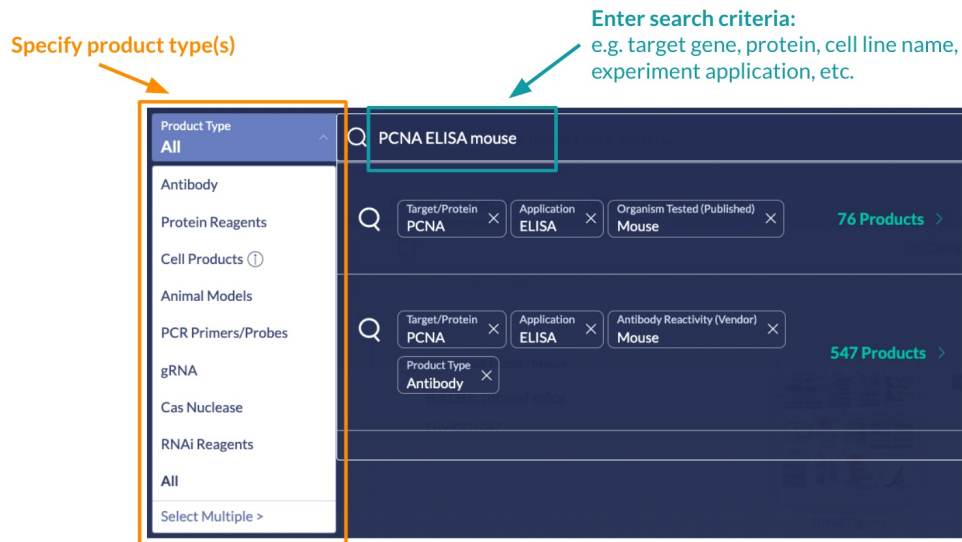 Enter search criteria:
e.g. target gene, protein, cell line name,
experiment application, etc.
Specify product type(s)
Product Type
All
PCNA ELISA mouse
Antibody
Protein Reagents
Cell Products
Animal Models
PCR Primers/Probes
gRNA
Cas Nuclease
RNAi Reagents
All
Select Multiple >
Target/Protein
PCNA
Application
ELISA
Organism Tested (Published)
Mouse
76 Products >
Target/Protein
PCNA
Application
ELISA
Antibody Reactivity (Vendor)
Mouse
Product Type
Antibody
547 Products >